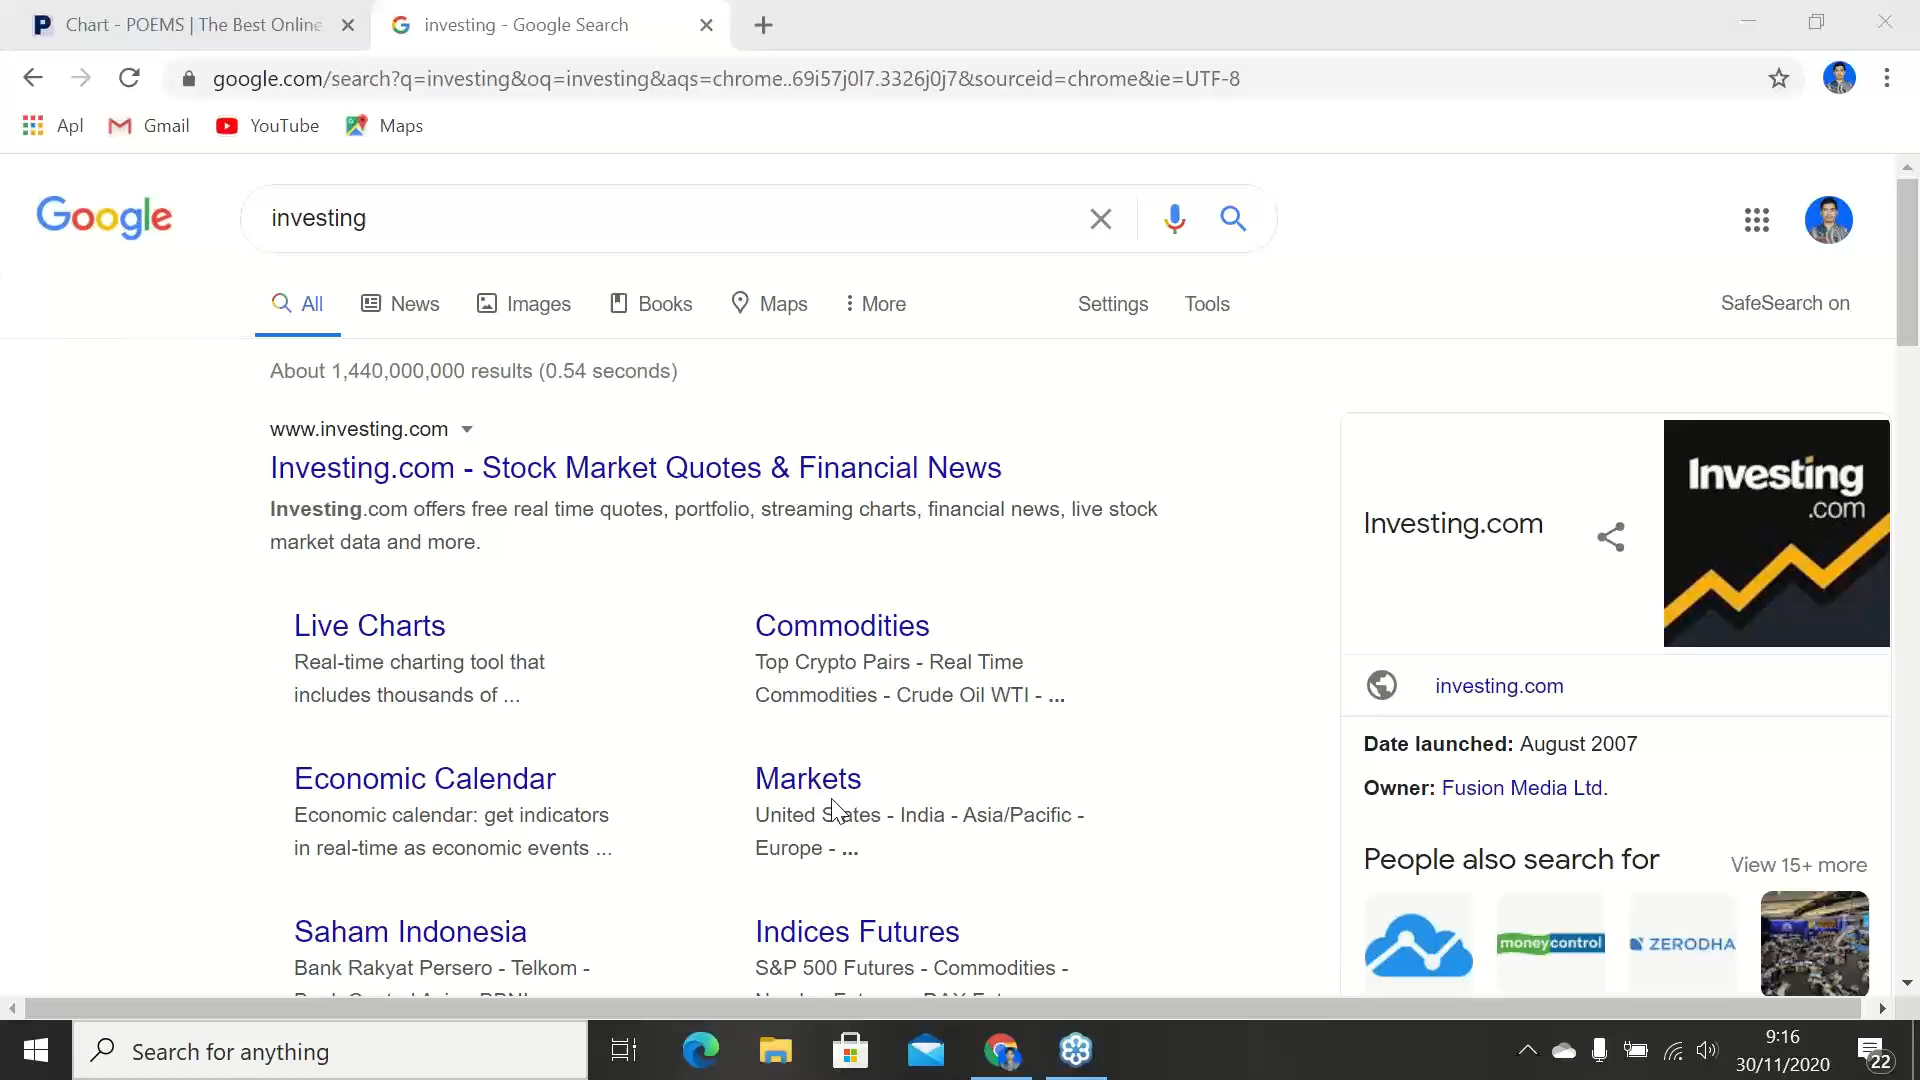 Chart - POEMS | The Best Online
investing - Google Search
google.com/search?q=investing&oq=investing&aqs=chrome..69i57j0l7.3326j0j7&sourceid=chrome&ie=UTF-8
Apl
Gmail
YouTube
Maps
Google
investing
All
News
Images
Books
Maps
More
Settings
Tools
SafeSearch on
About 1,440,000,000 results (0.54 seconds)
www.investing.com
Investing.com - Stock Market Quotes & Financial News
Investing.com offers free real time quotes, portfolio, streaming charts, financial news, live stock
market data and more.
Live Charts
Real-time charting tool that
includes thousands of ...
Commodities
Top Crypto Pairs - Real Time
Commodities - Crude Oil WTI - ...
Economic Calendar
Economic calendar: get indicators
in real-time as economic events ...
Markets
United States - India - Asia/Pacific -
Europe - ...
Saham Indonesia
Bank Rakyat Persero - Telkom -
Indices Futures
S&P 500 Futures - Commodities -
Investing.com
Investing
.com
investing.com
Date launched: August 2007
Owner: Fusion Media Ltd.
People also search for
View 15+ more
moneycontrol
ZERODHA
Search for anything
9:16
30/11/2020
22